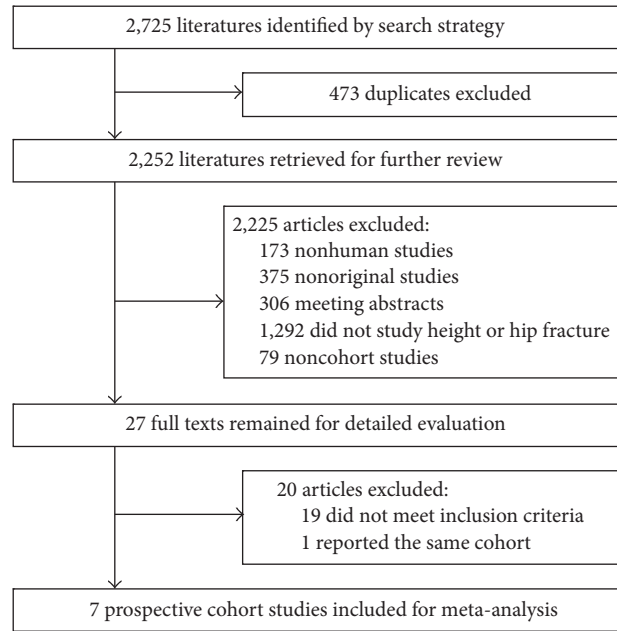 2,725 literatures identified by search strategy
473 duplicates excluded
2,252 literatures retrieved for further review
2,225 articles excluded:
173 nonhuman studies
375 nonoriginal studies
306 meeting abstracts
1,292 did not study height or hip fracture
79 noncohort studies
27 full texts remained for detailed evaluation
20 articles excluded:
19 did not meet inclusion criteria
1 reported the same cohort
7 prospective cohort studies included for meta-analysis